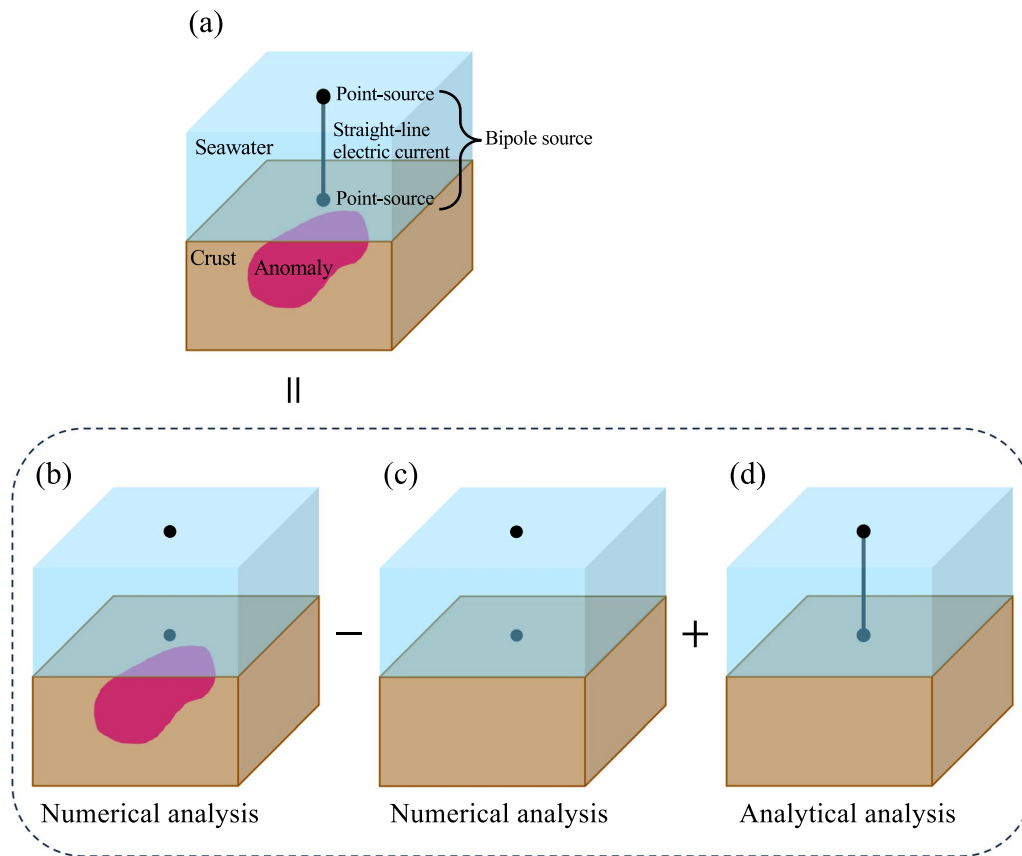 (a)
Point-source
Straight-line
electric current
Bipole source
Seawater
Point-source
Crust
Anomaly
=
(b)
(c)
(d)
−
+
Numerical analysis
Numerical analysis
Analytical analysis